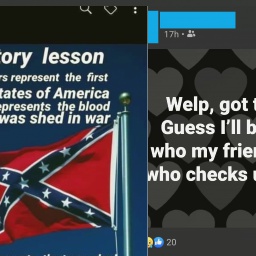 tory lesson
rs represent the first
tates of America
epresents the blood
was shed in war
17h
Welp, got t
Guess I'll b
who my frie
who checks u
20